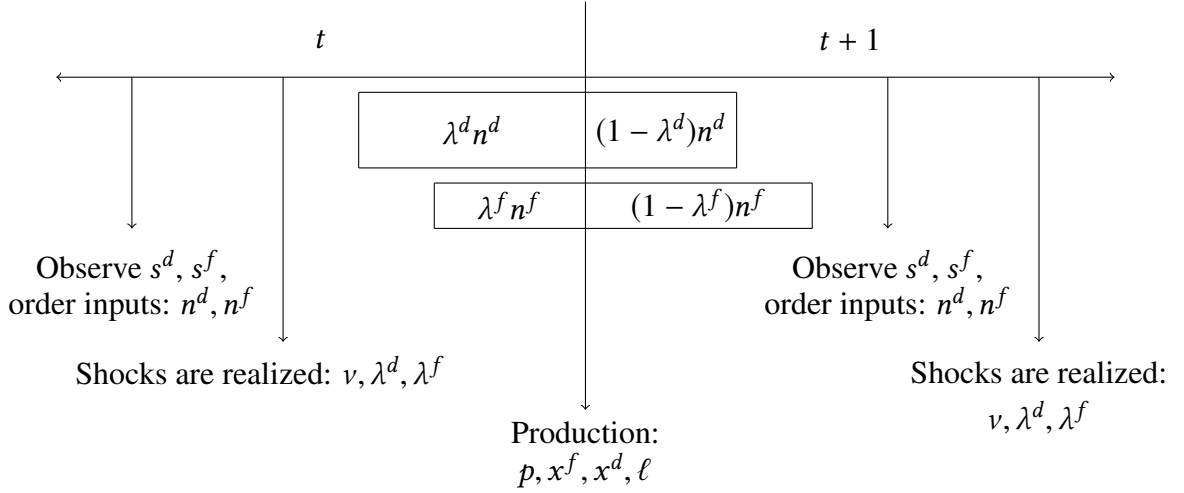 t
t + 1
λ^d n^d
(1 − λ^d)n^d
λ^f n^f
(1 − λ^f)n^f
Observe s^d, s^f,
order inputs: n^d, n^f
Observe s^d, s^f,
order inputs: n^d, n^f
Shocks are realized: ν, λ^d, λ^f
Shocks are realized:
ν, λ^d, λ^f
Production:
p, x^f, x^d, ℓ